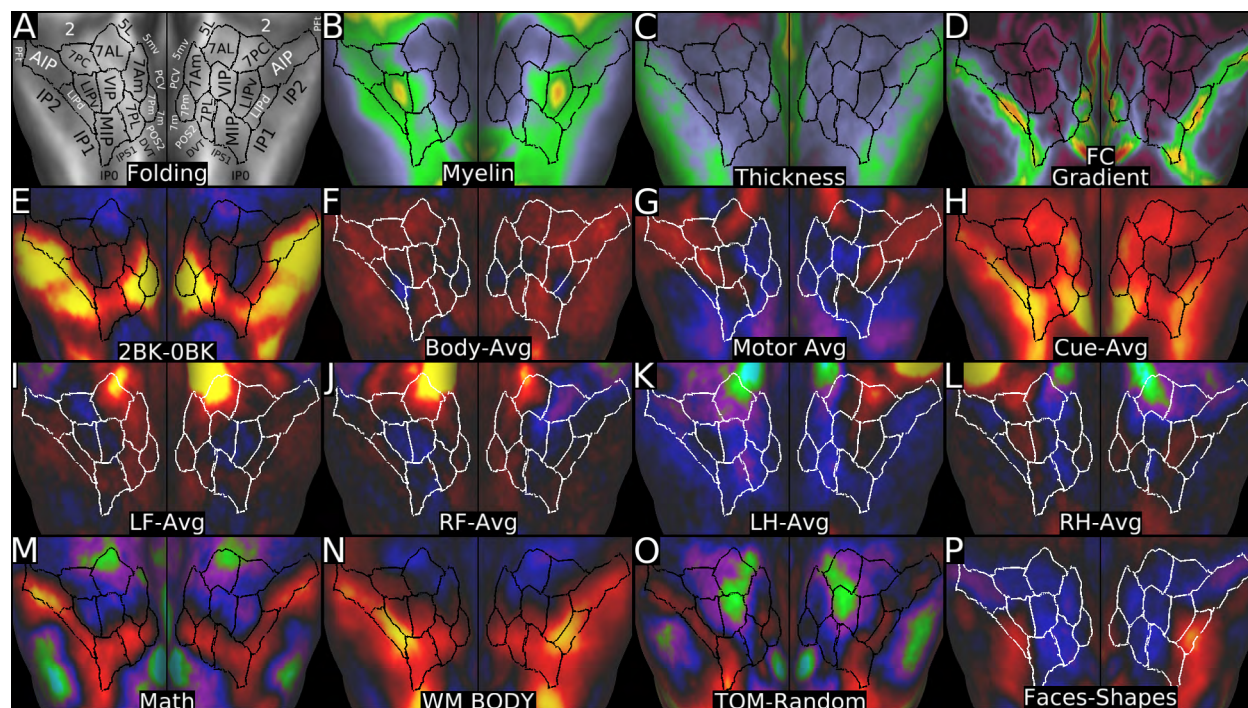 A
2
5L
5mv
5mv
5L
2
PFt
PFt
AIP
7PC
7AL
7Am
PCV
PCV
7Am
7AL
7PC
AIP
IP2
LIPd
LIPv
VIP
7Pm
7Pm
VIP
LIPv
LIPd
IP2
IP1
MIP
7PL
7m
7m
7PL
MIP
IP1
POS2
POS2
IPS1
DVT
DVT
IPS1
IP0
IP0
Folding
B
Myelin
C
Thickness
D
FC
Gradient
E
2BK-0BK
F
Body-Avg
G
Motor Avg
H
Cue-Avg
I
LF-Avg
J
RF-Avg
K
LH-Avg
L
RH-Avg
M
Math
N
WM BODY
O
TOM-Random
P
Faces-Shapes